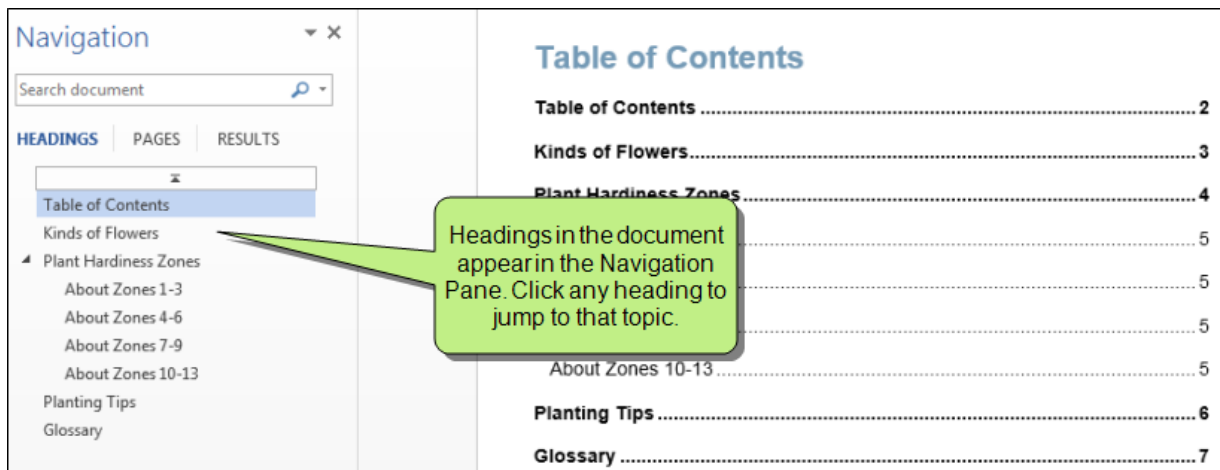 Navigation
Search document
HEADINGS PAGES RESULTS
Table of Contents
Kinds of Flowers
Plant Hardiness Zones
About Zones 1-3
About Zones 4-6
About Zones 7-9
About Zones 10-13
Planting Tips
Glossary
Headings in the document
appear in the Navigation
Pane. Click any heading to
jump to that topic.
Table of Contents
Table of Contents ........ 2
Kinds of Flowers ........ 3
Plant Hardiness Zones ........ 4
........ 5
........ 5
........ 5
About Zones 10-13 ........ 5
Planting Tips ........ 6
Glossary ........ 7